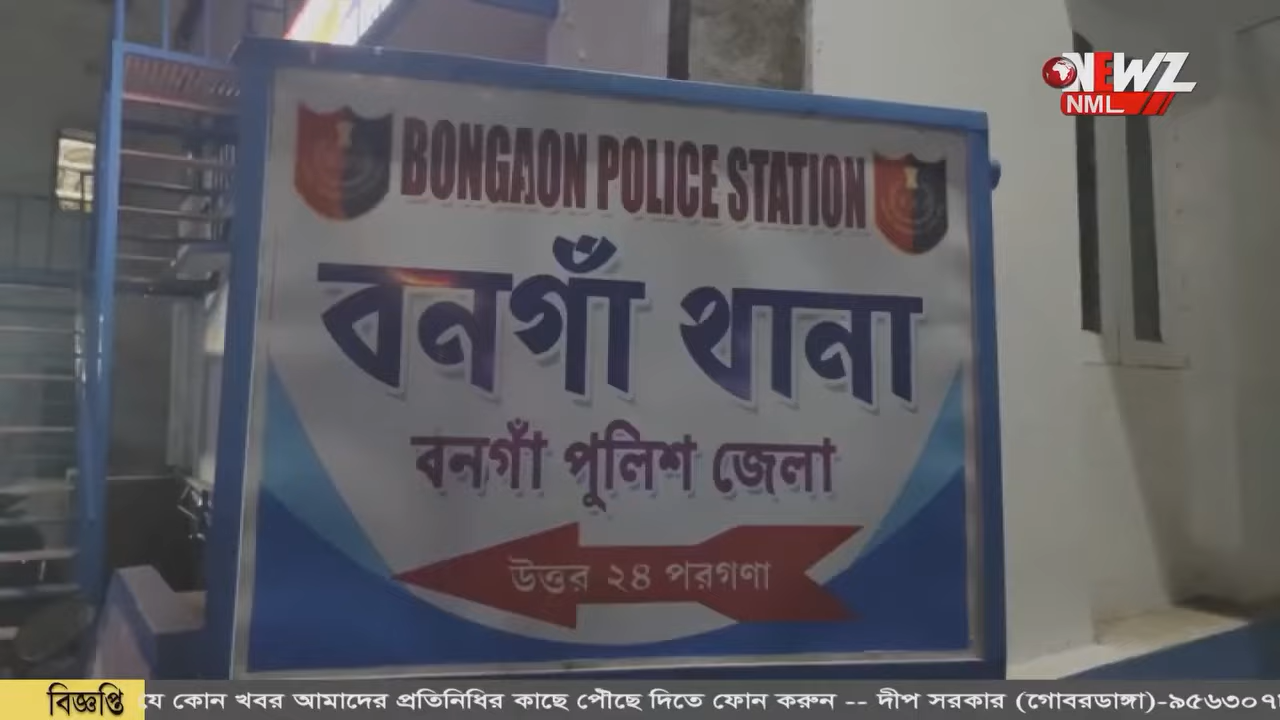 NEWZ
NML
BONGAON POLICE STATION
বনগাঁ থানা
বনগাঁ পুলিশ জেলা
উত্তর ২৪ পরগণা
বিজ্ঞপ্তি যে কোন খবর আমাদের প্রতিনিধির কাছে পৌঁছে দিতে ফোন করুন -- দীপ সরকার (গোবরডাঙ্গা)-৯৫৬৩০৭